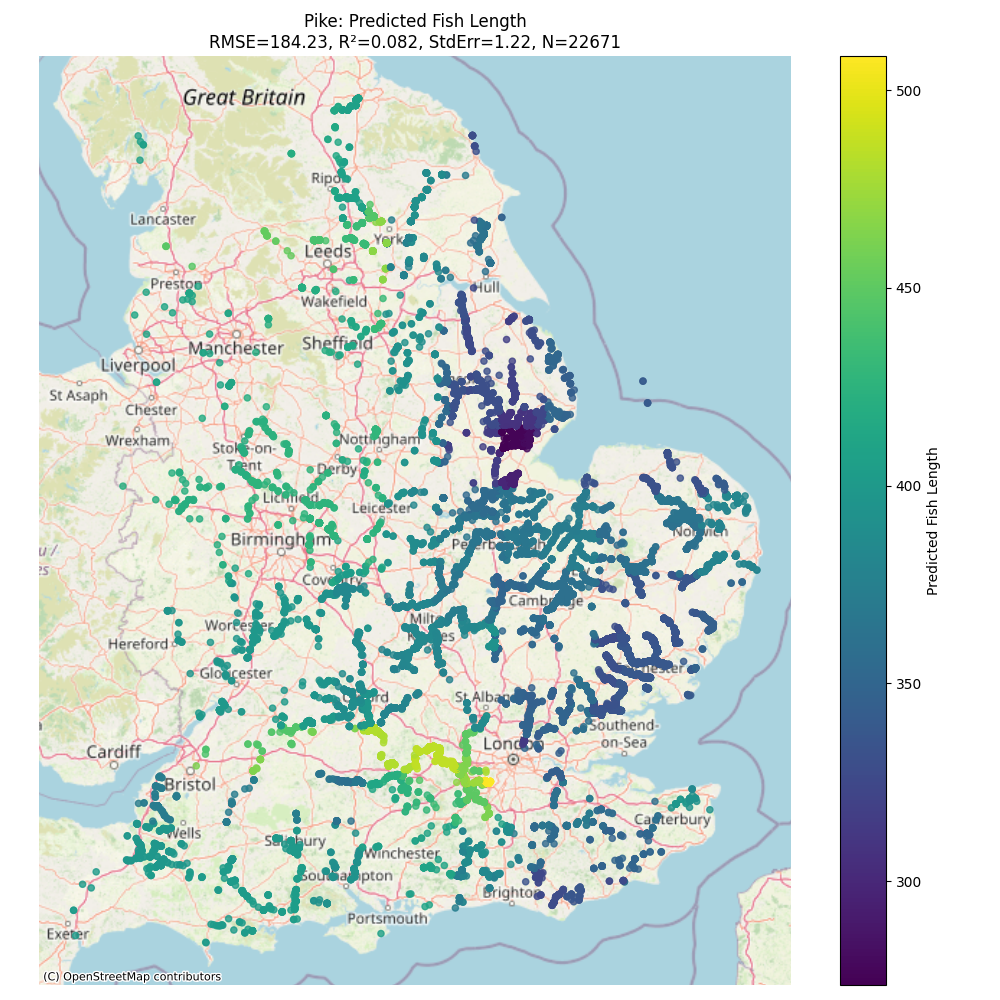 Pike: Predicted Fish Length
RMSE=184.23, R²=0.082, StdErr=1.22, N=22671
Great Britain
Ripon
Lancaster
York
Leeds
Preston
Hull
Wakefield
Manchester
Sheffield
Liverpool
St Asaph
Chester
Wrexham
Stoke-on-
Trent
Nottingham
Derby
Lichfield
Leicester
Norwich
Birmingham
Peterborough
Coventry
Cambridge
Worcester
Milton
Keynes
Hereford
Gloucester
Colchester
Oxford
St Albans
Southend-
on-Sea
Cardiff
London
Bristol
Canterbury
Wells
Salisbury
Winchester
Southampton
Brighton
Portsmouth
Exeter
(C) OpenStreetMap contributors
500
450
400
350
300
Predicted Fish Length